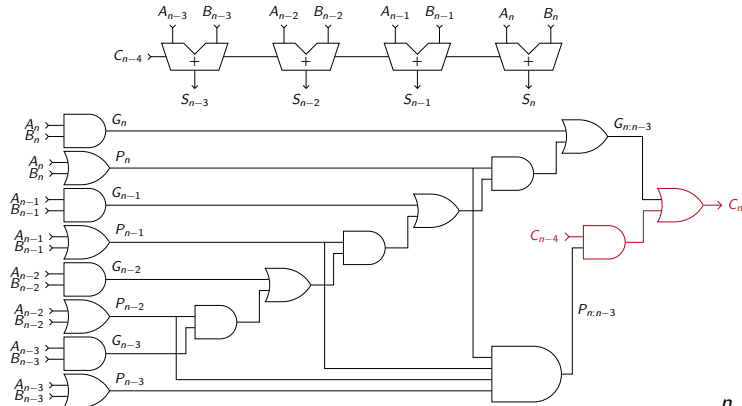 A_{n−3} B_{n−3} A_{n−2} B_{n−2} A_{n−1} B_{n−1} A_n B_n
C_{n−4} + + + +
S_{n−3} S_{n−2} S_{n−1} S_n
A_n G_n G_{n:n−3}
B_n
A_n P_n
B_n
A_{n−1} G_{n−1}
B_{n−1} C_n
A_{n−1} P_{n−1} C_{n−4}
B_{n−1}
A_{n−2} G_{n−2}
B_{n−2}
A_{n−2} P_{n−2} P_{n:n−3}
B_{n−2}
A_{n−3} G_{n−3}
B_{n−3}
A_{n−3} P_{n−3}
B_{n−3}
n